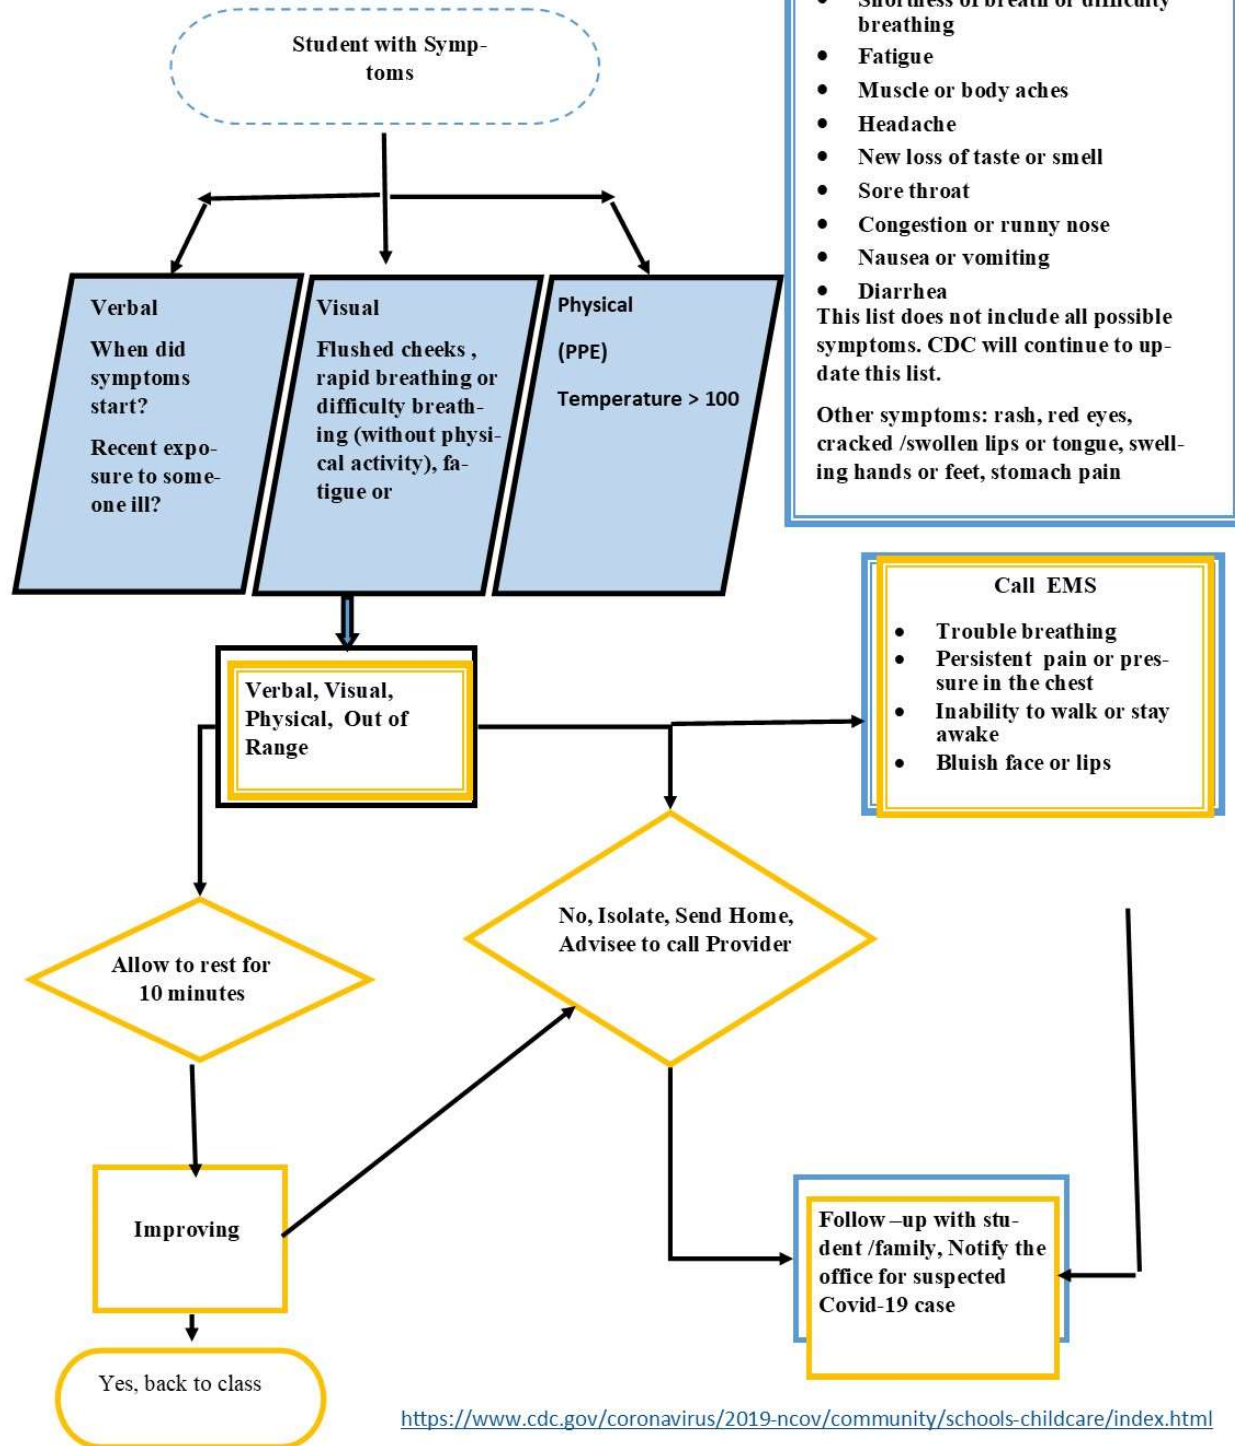 Student with Symp-
toms
Shortness of breath or difficulty
breathing
• Fatigue
• Muscle or body aches
• Headache
• New loss of taste or smell
• Sore throat
• Congestion or runny nose
• Nausea or vomiting
• Diarrhea
This list does not include all possible
symptoms. CDC will continue to up-
date this list.
Other symptoms: rash, red eyes,
cracked /swollen lips or tongue, swell-
ing hands or feet, stomach pain
Verbal
When did
symptoms
start?
Recent expo-
sure to some-
one ill?
Visual
Flushed cheeks ,
rapid breathing or
difficulty breath-
ing (without physi-
cal activity), fa-
tigue or
Physical
(PPE)
Temperature > 100
Verbal, Visual,
Physical, Out of
Range
Call EMS
• Trouble breathing
• Persistent pain or pres-
sure in the chest
• Inability to walk or stay
awake
• Bluish face or lips
Allow to rest for
10 minutes
No, Isolate, Send Home,
Advisee to call Provider
Improving
Follow –up with stu-
dent /family, Notify the
office for suspected
Covid-19 case
Yes, back to class
https://www.cdc.gov/coronavirus/2019-ncov/community/schools-childcare/index.html